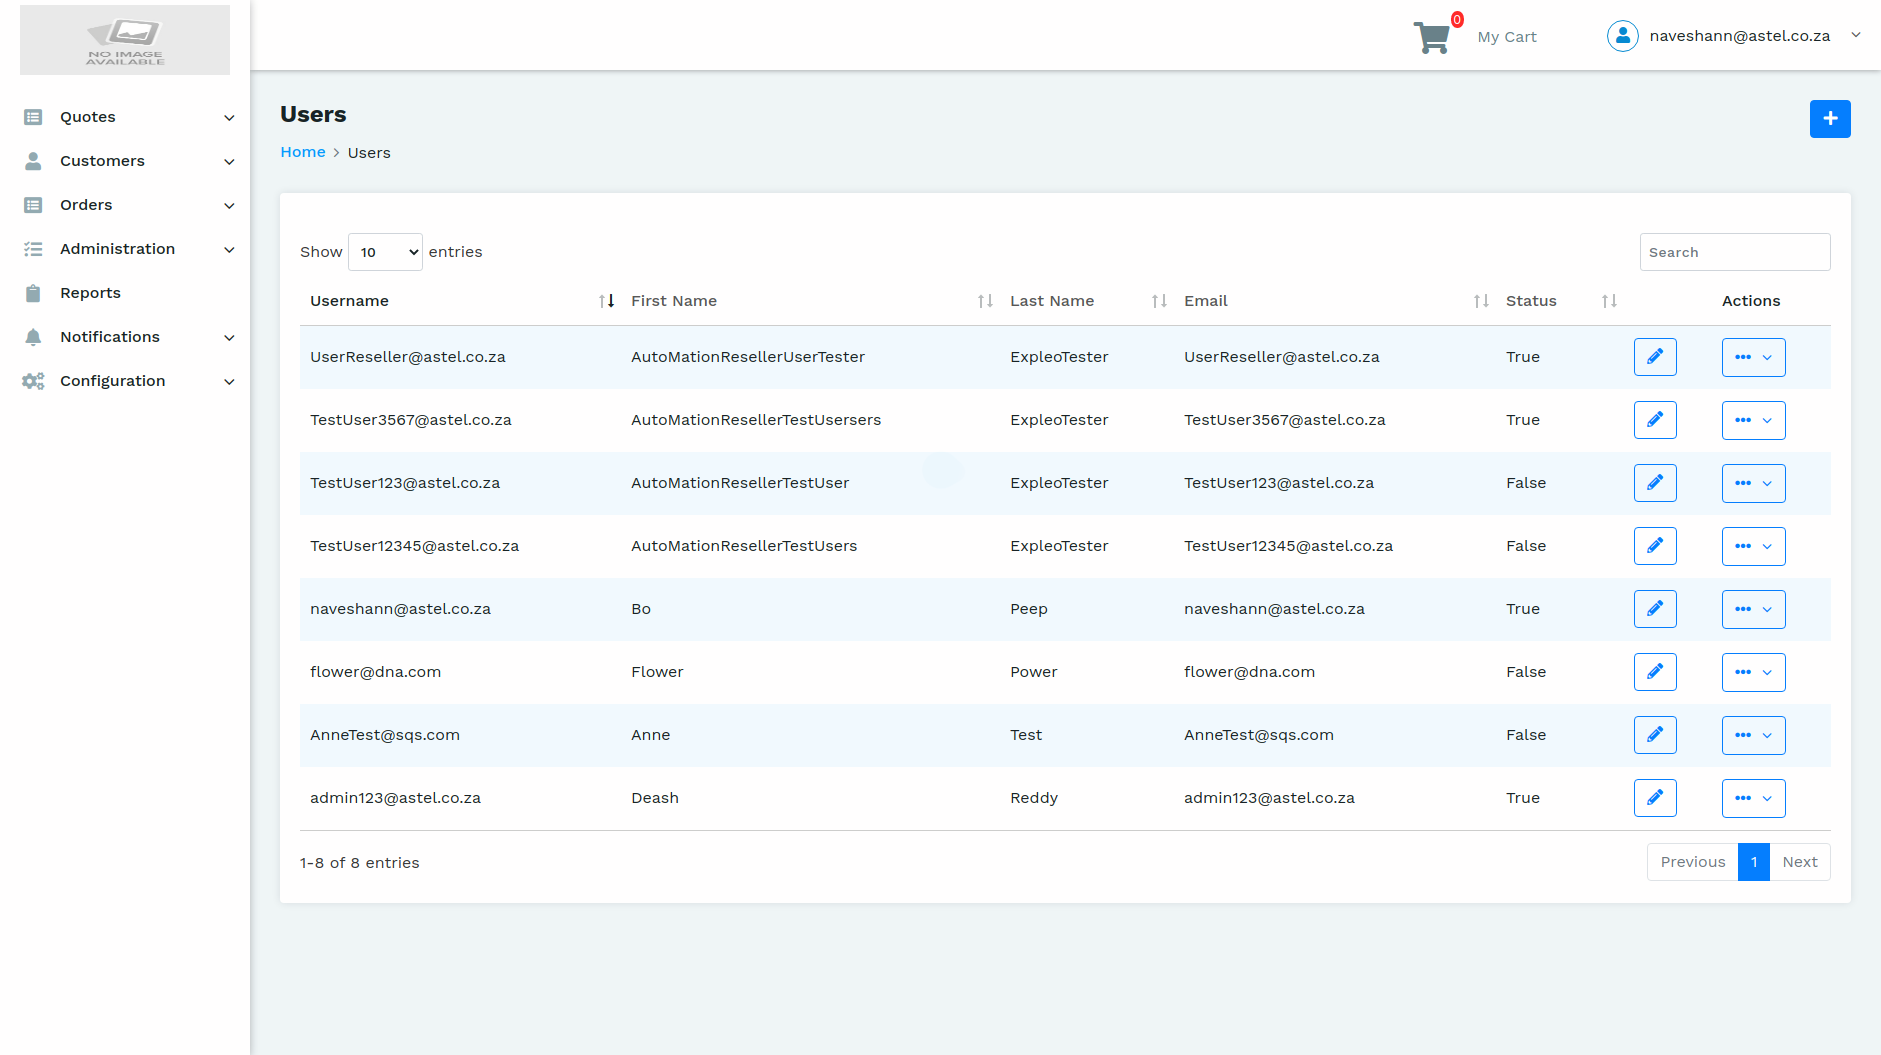 NO IMAGE
AVAILABLE
0
My Cart
naveshann@astel.co.za
Quotes
Customers
Orders
Administration
Reports
Notifications
Configuration
Users
Home > Users
Show 10 entries
Search
Username First Name Last Name Email Status Actions
UserReseller@astel.co.za AutoMationResellerUserTester ExpleoTester UserReseller@astel.co.za True
TestUser3567@astel.co.za AutoMationResellerTestUsersers ExpleoTester TestUser3567@astel.co.za True
TestUser123@astel.co.za AutoMationResellerTestUser ExpleoTester TestUser123@astel.co.za False
TestUser12345@astel.co.za AutoMationResellerTestUsers ExpleoTester TestUser12345@astel.co.za False
naveshann@astel.co.za Bo Peep naveshann@astel.co.za True
flower@dna.com Flower Power flower@dna.com False
AnneTest@sqs.com Anne Test AnneTest@sqs.com False
admin123@astel.co.za Deash Reddy admin123@astel.co.za True
1-8 of 8 entries
Previous 1 Next